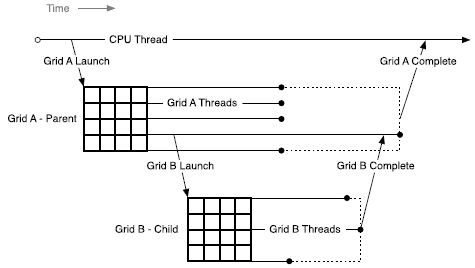 Time
CPU Thread
Grid A Launch
Grid A Complete
Grid A Threads
Grid A - Parent
Grid B Launch
Grid B Complete
Grid B - Child
Grid B Threads